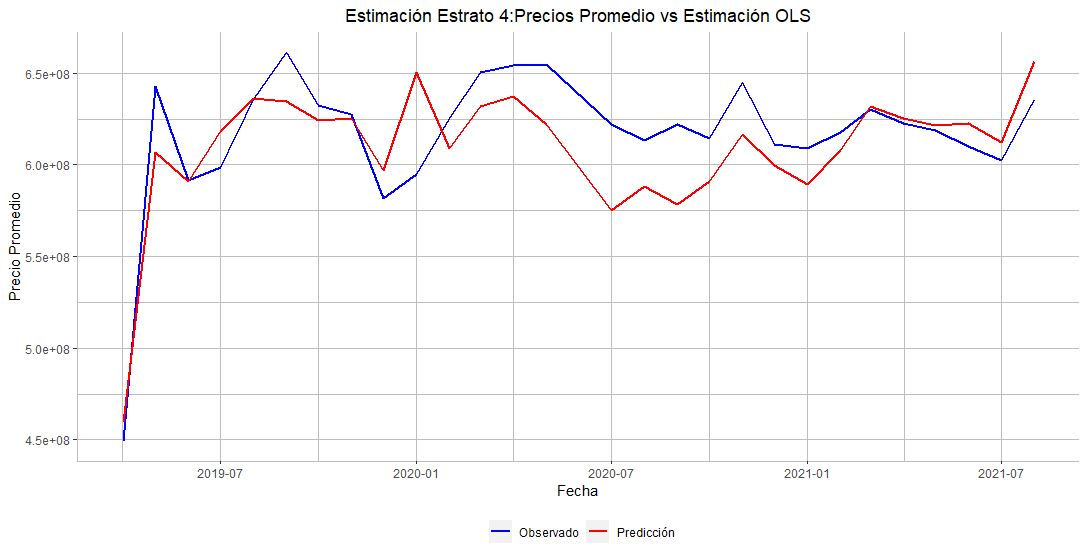 Estimación Estrato 4:Precios Promedio vs Estimación OLS
Precio Promedio
6.5e+08
6.0e+08
5.5e+08
5.0e+08
4.5e+08
2019-07
2020-01
2020-07
2021-01
2021-07
Fecha
Observado
Predicción